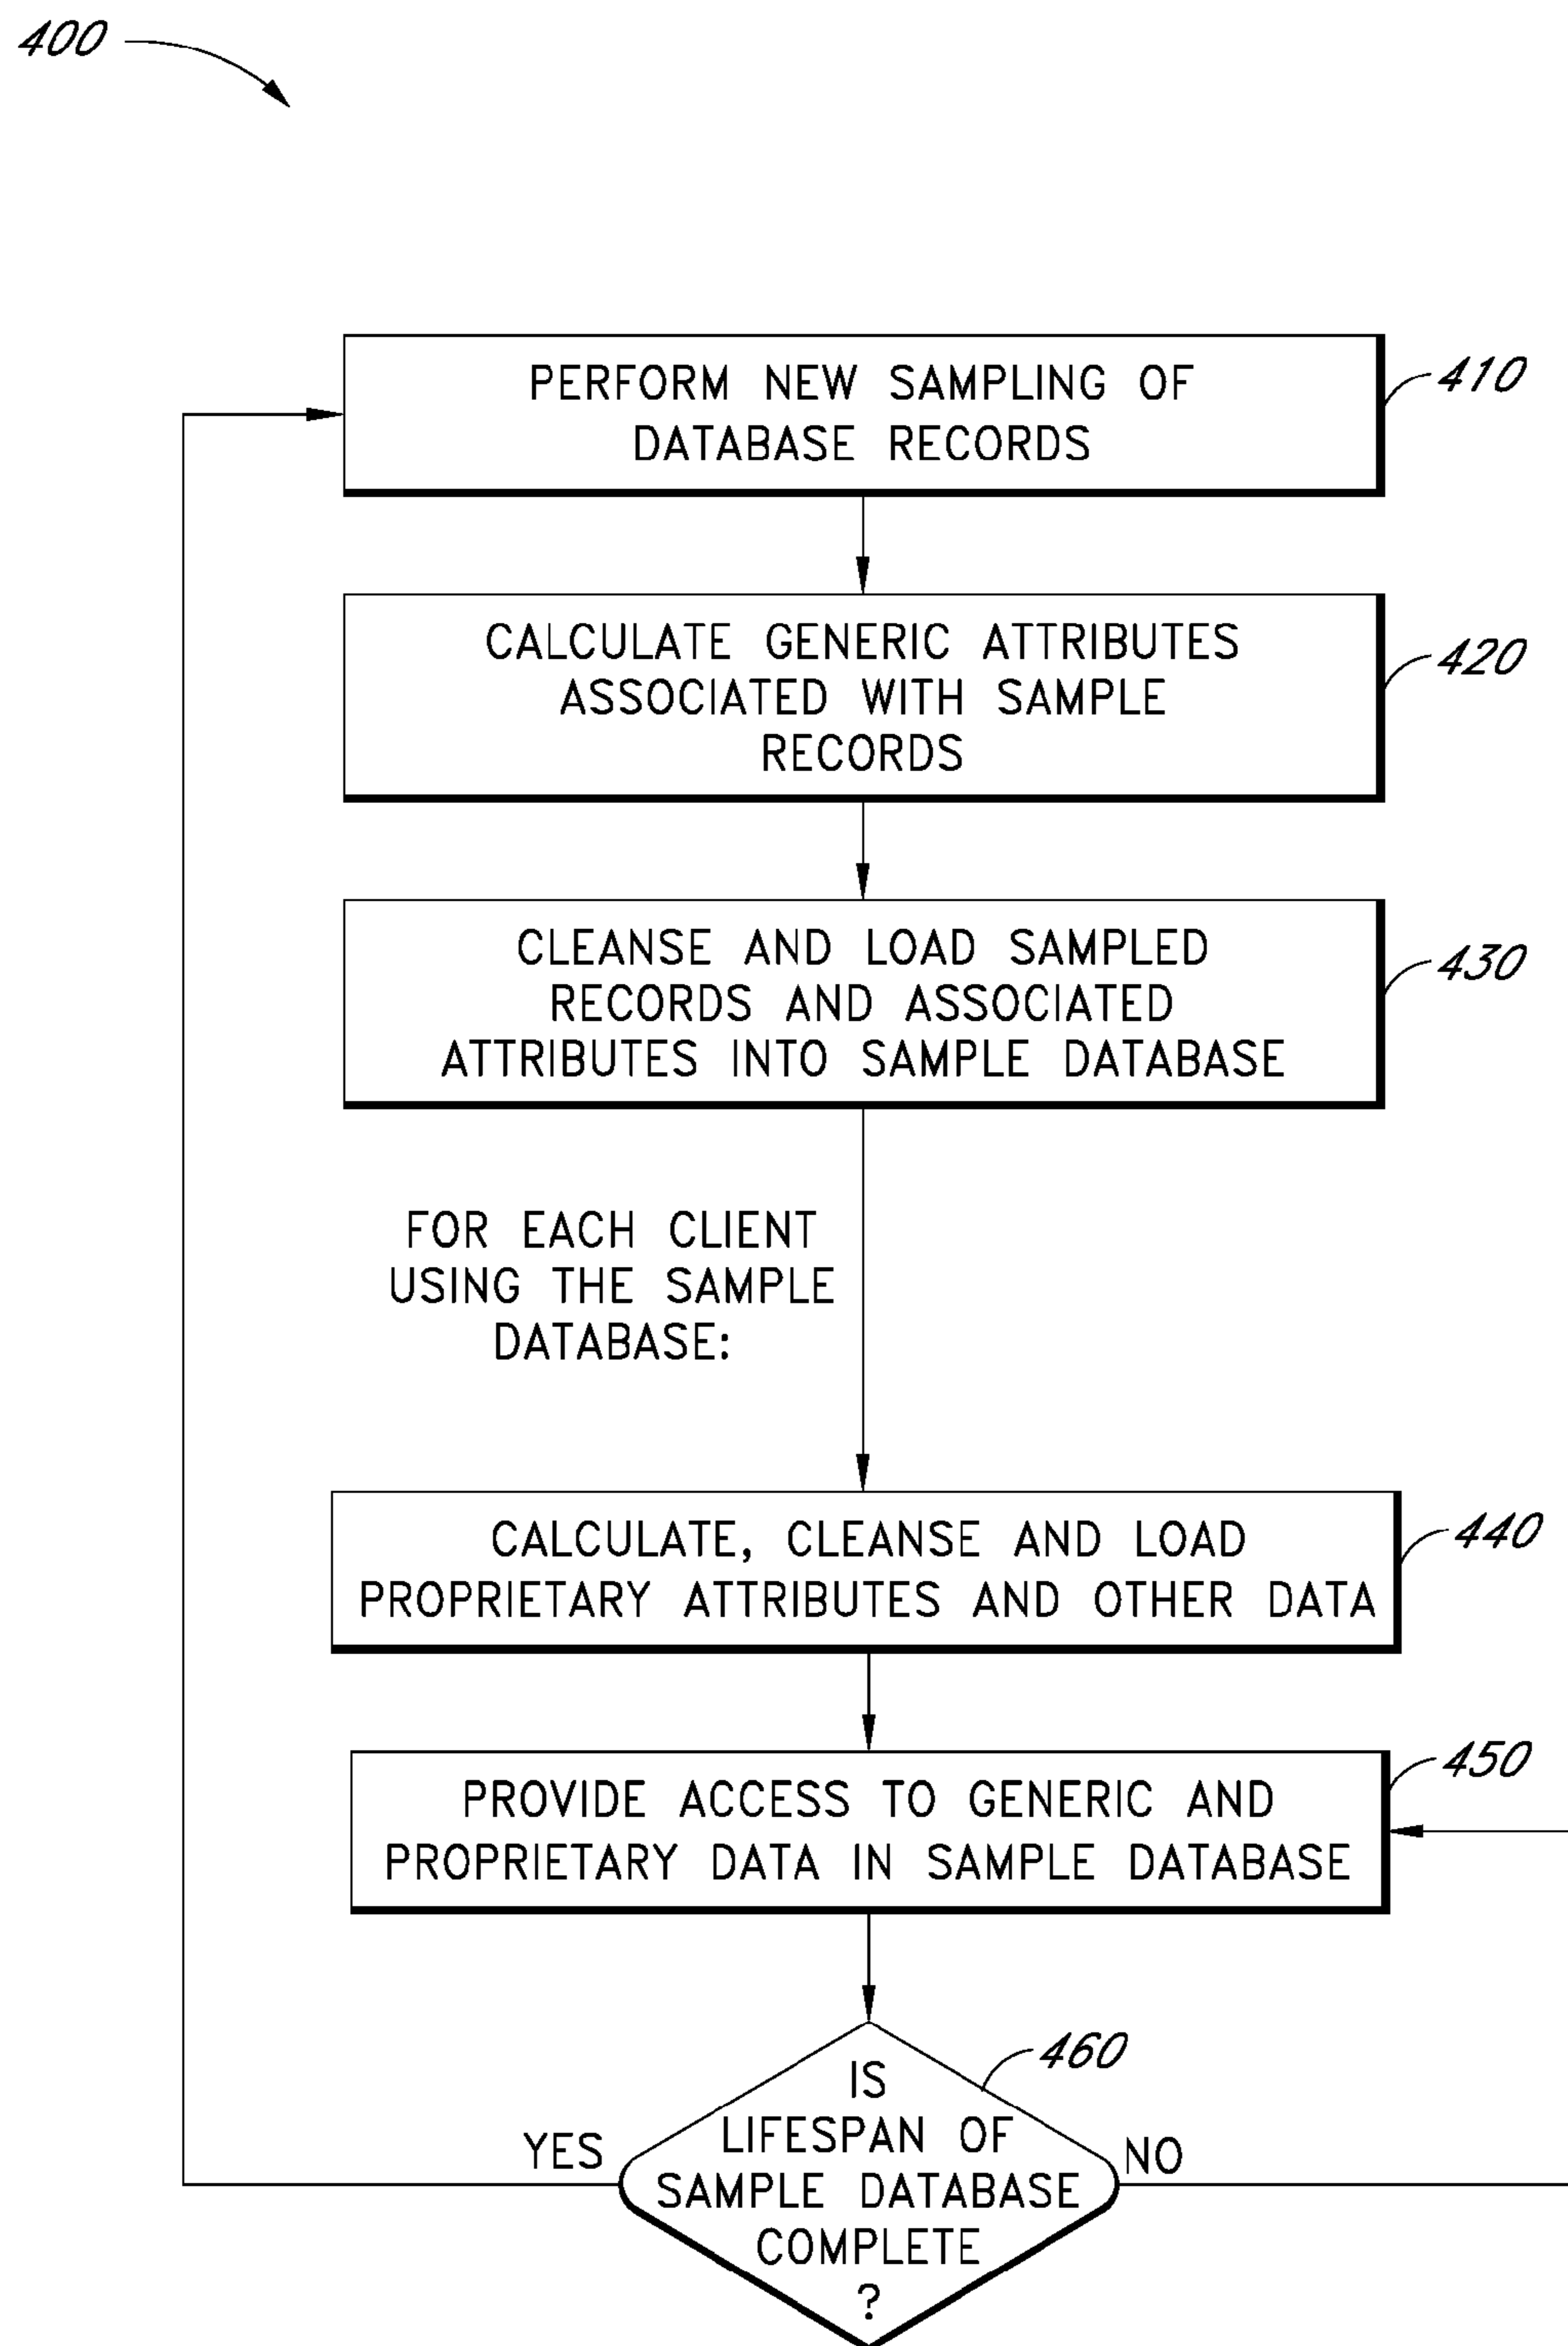 400
PERFORM NEW SAMPLING OF
DATABASE RECORDS
410
CALCULATE GENERIC ATTRIBUTES
ASSOCIATED WITH SAMPLE
RECORDS
420
CLEANSE AND LOAD SAMPLED
RECORDS AND ASSOCIATED
ATTRIBUTES INTO SAMPLE DATABASE
430
FOR EACH CLIENT
USING THE SAMPLE
DATABASE:
CALCULATE, CLEANSE AND LOAD
PROPRIETARY ATTRIBUTES AND OTHER DATA
440
PROVIDE ACCESS TO GENERIC AND
PROPRIETARY DATA IN SAMPLE DATABASE
450
460
IS
LIFESPAN OF
SAMPLE DATABASE
COMPLETE
?
YES
NO